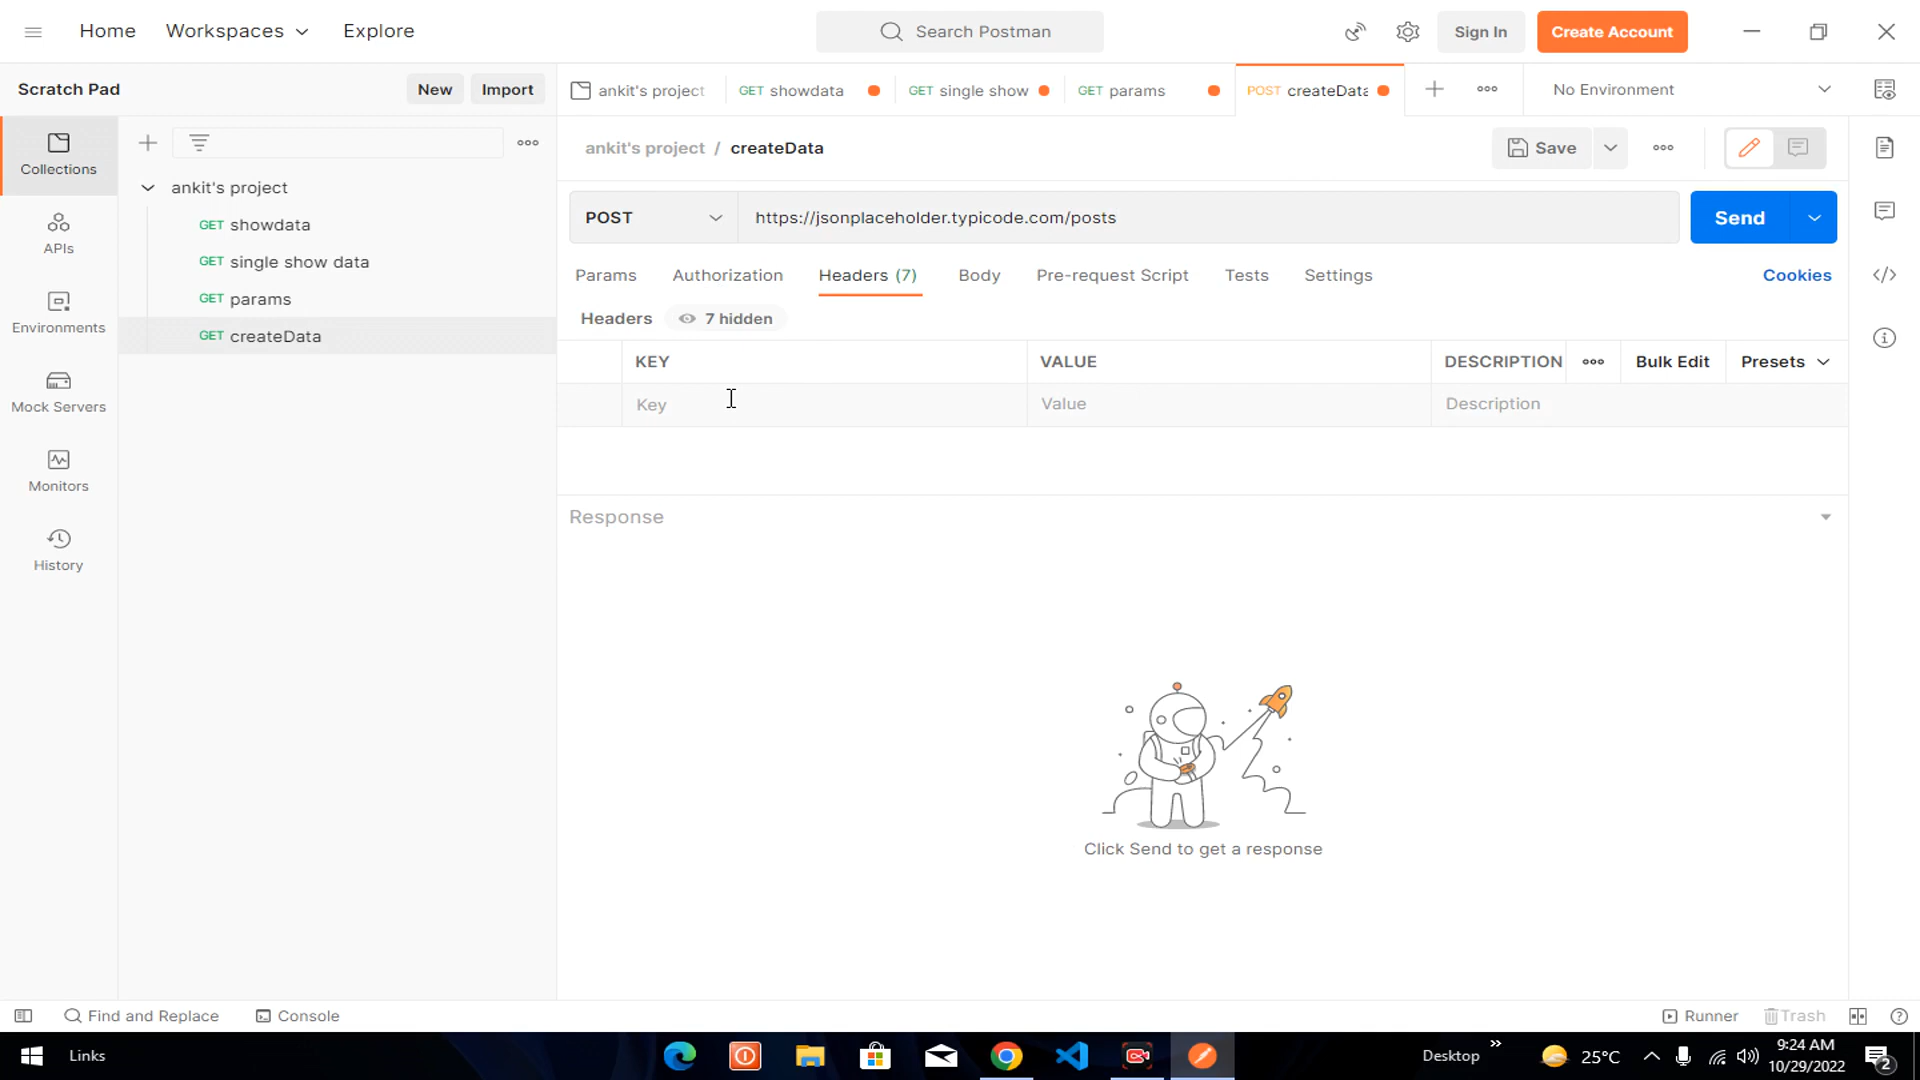 Home
Workspaces
Explore
Search Postman
Sign In
Create Account
Scratch Pad
New
Import
ankit's project
GET showdata
GET single show
GET params
POST createData
No Environment
Collections
APIs
Environments
Mock Servers
Monitors
History
ankit's project
GET showdata
GET single show data
GET params
GET createData
ankit's project / createData
Save
POST
https://jsonplaceholder.typicode.com/posts
Send
Params
Authorization
Headers (7)
Body
Pre-request Script
Tests
Settings
Cookies
Headers
7 hidden
KEY
VALUE
DESCRIPTION
Bulk Edit
Presets
Key
Value
Description
Response
Click Send to get a response
Find and Replace
Console
Runner
Trash
Links
Desktop
25°C
9:24 AM
10/29/2022
2